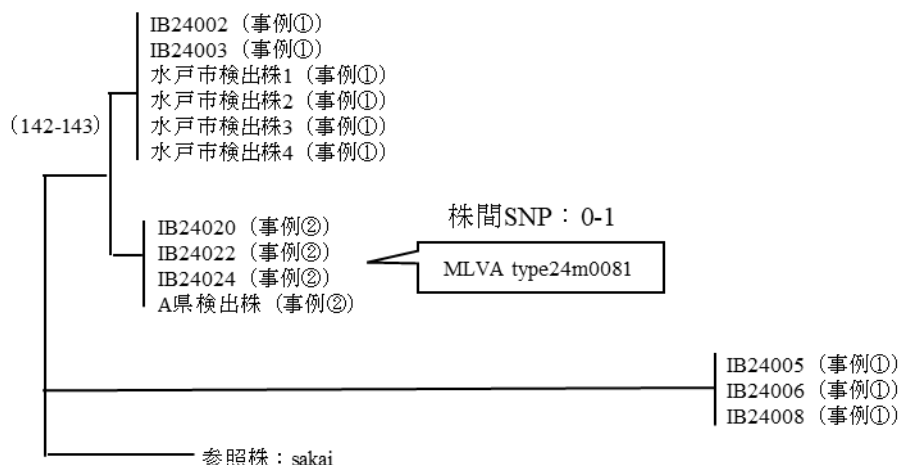 IB24002（事例①）
IB24003（事例①）
水戸市検出株1（事例①）
水戸市検出株2（事例①）
水戸市検出株3（事例①）
水戸市検出株4（事例①）
（142-143）
IB24020（事例②）
IB24022（事例②）
IB24024（事例②）
A県検出株（事例②）
株間SNP：0-1
MLVA type24m0081
IB24005（事例①）
IB24006（事例①）
IB24008（事例①）
参照株：sakai